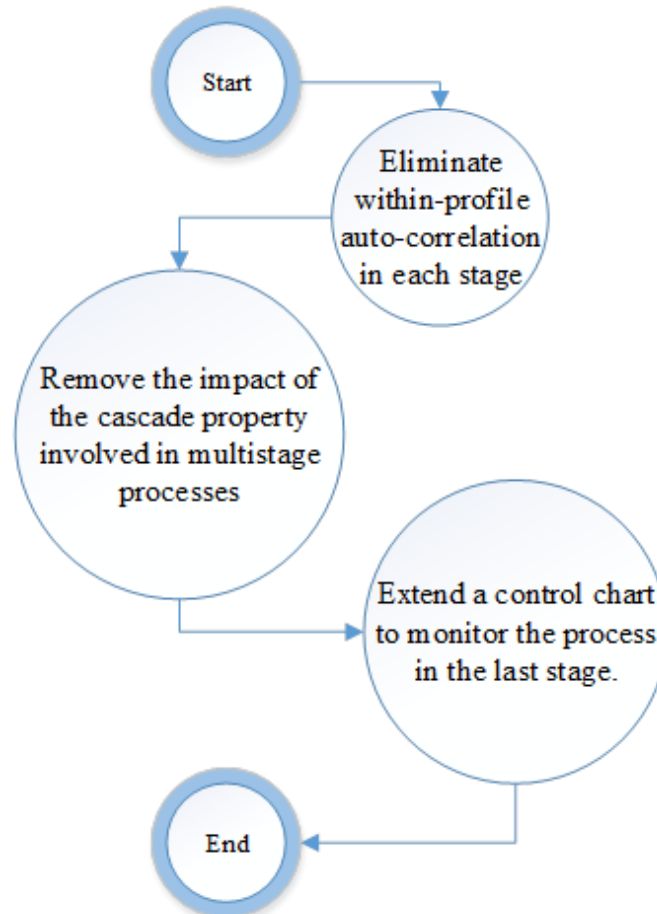 Start
Eliminate
within-profile
auto-correlation
in each stage
Remove the impact of
the cascade property
involved in multistage
processes
Extend a control chart
to monitor the process
in the last stage.
End